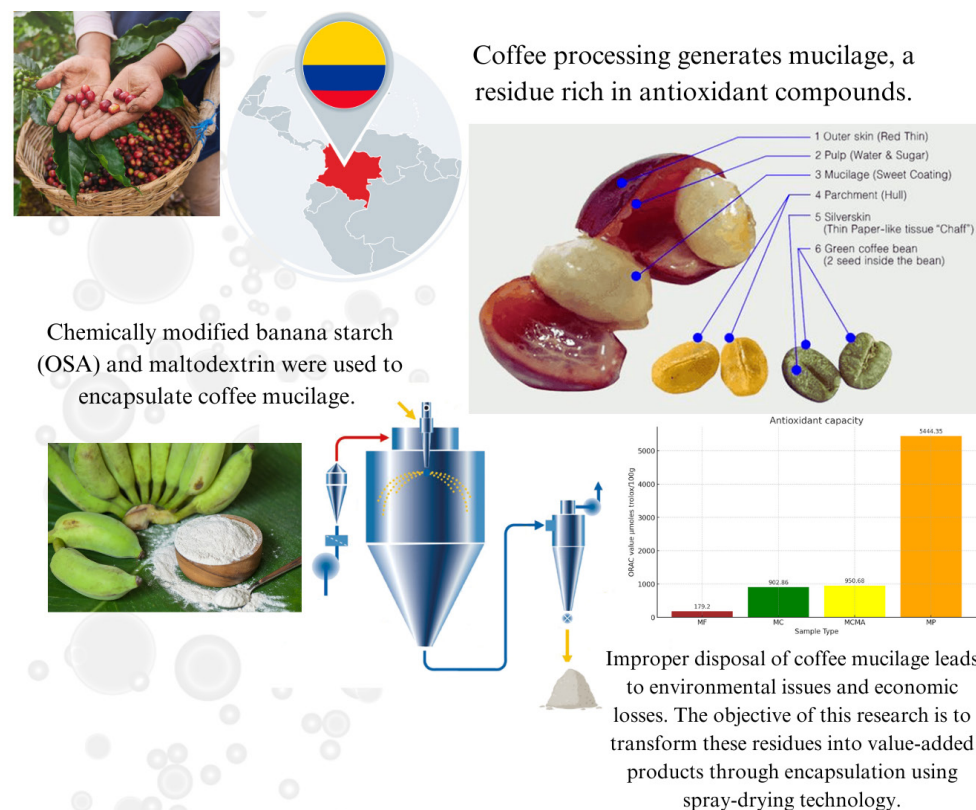 Coffee processing generates mucilage, a
residue rich in antioxidant compounds.
1 Outer skin (Red Thin)
2 Pulp (Water & Sugar)
3 Mucilage (Sweet Coating)
4 Parchment (Hull)
5 Silverskin
(Thin Paper-like tissue “Chaff”)
6 Green coffee bean
(2 seed inside the bean)
Chemically modified banana starch
(OSA) and maltodextrin were used to
encapsulate coffee mucilage.
Antioxidant capacity
ORAC value μmoles trolox/100g
5000
4000
3000
2000
1000
0
179.2
902.86
950.68
5444.35
MF
MC
MCMA
MP
Sample Type
Improper disposal of coffee mucilage leads
to environmental issues and economic
losses. The objective of this research is to
transform these residues into value-added
products through encapsulation using
spray-drying technology.